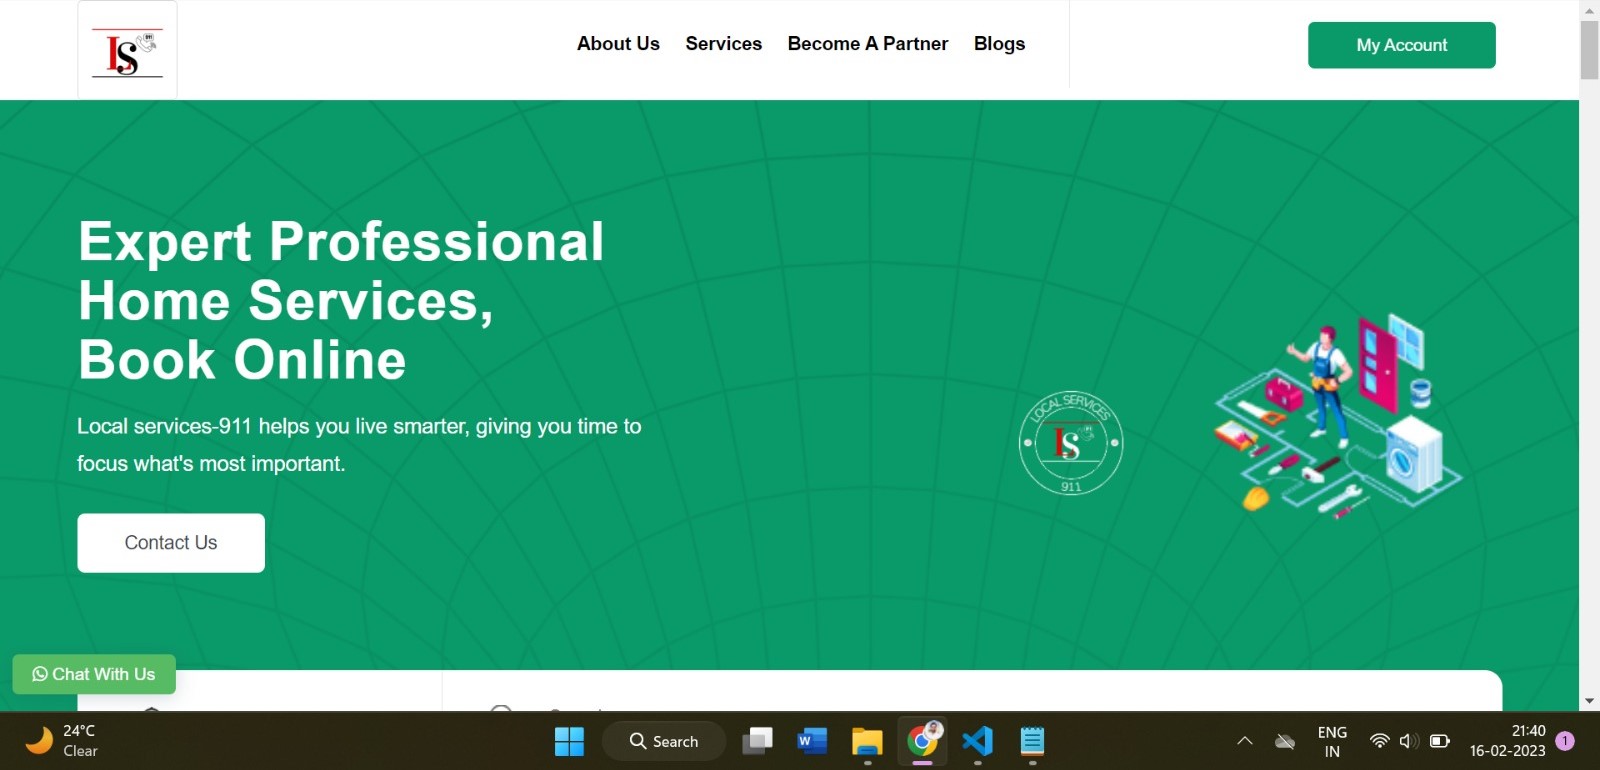 LS
911
About Us
Services
Become A Partner
Blogs
My Account
Expert Professional
Home Services,
Book Online
Local services-911 helps you live smarter, giving you time to
focus what's most important.
Contact Us
LOCAL SERVICES
LS
911
Chat With Us
24°C
Clear
Search
W
ENG
IN
21:40
16-02-2023
1